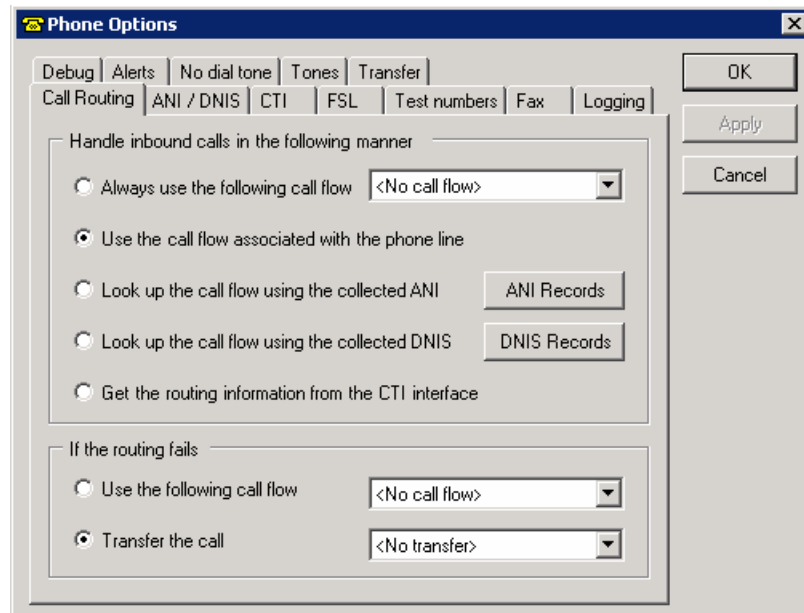 Phone Options
Debug Alerts No dial tone Tones Transfer
Call Routing ANI / DNIS CTI FSL Test numbers Fax Logging
OK
Apply
Cancel
Handle inbound calls in the following manner
Always use the following call flow <No call flow>
Use the call flow associated with the phone line
Look up the call flow using the collected ANI ANI Records
Look up the call flow using the collected DNIS DNIS Records
Get the routing information from the CTI interface
If the routing fails
Use the following call flow <No call flow>
Transfer the call <No transfer>